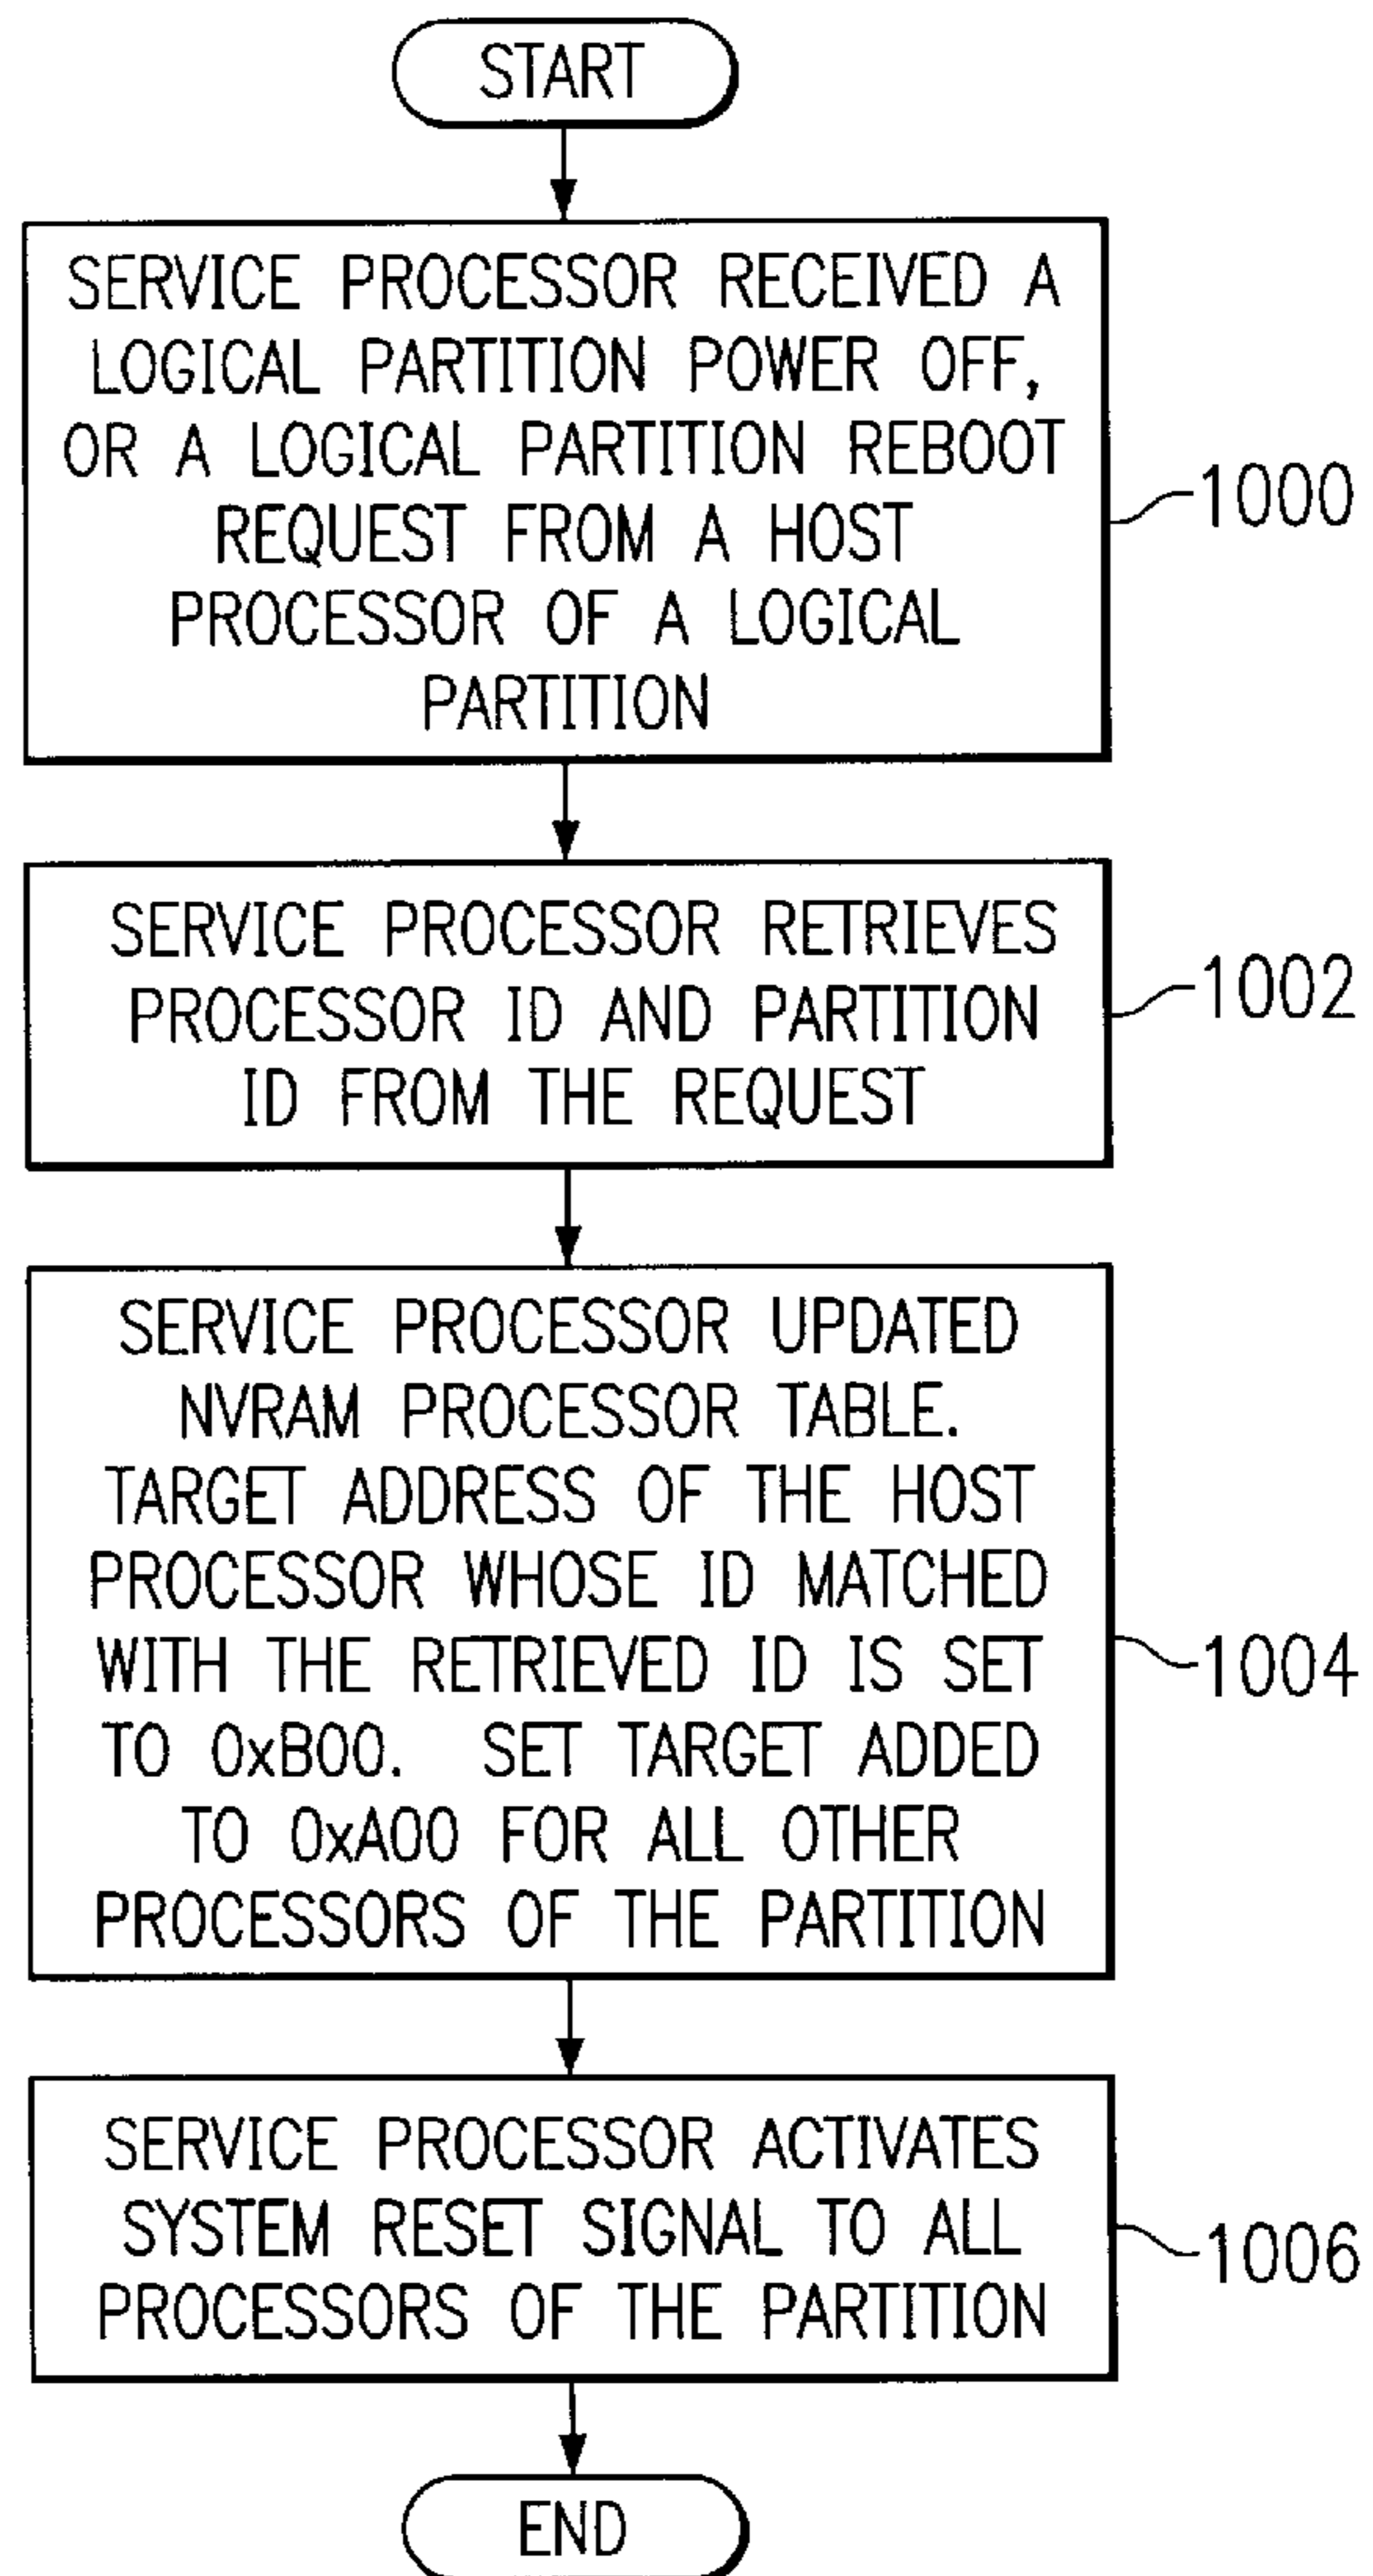 START
SERVICE PROCESSOR RECEIVED A
LOGICAL PARTITION POWER OFF,
OR A LOGICAL PARTITION REBOOT
REQUEST FROM A HOST
PROCESSOR OF A LOGICAL
PARTITION
1000
SERVICE PROCESSOR RETRIEVES
PROCESSOR ID AND PARTITION
ID FROM THE REQUEST
1002
SERVICE PROCESSOR UPDATED
NVRAM PROCESSOR TABLE.
TARGET ADDRESS OF THE HOST
PROCESSOR WHOSE ID MATCHED
WITH THE RETRIEVED ID IS SET
TO 0xB00. SET TARGET ADDED
TO 0xA00 FOR ALL OTHER
PROCESSORS OF THE PARTITION
1004
SERVICE PROCESSOR ACTIVATES
SYSTEM RESET SIGNAL TO ALL
PROCESSORS OF THE PARTITION
1006
END